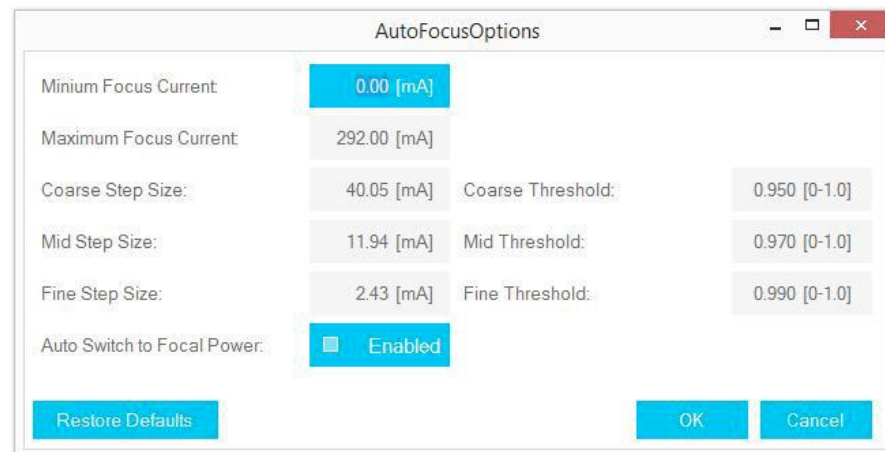 AutoFocusOptions
Minium Focus Current: 0.00 [mA]
Maximum Focus Current: 292.00 [mA]
Coarse Step Size: 40.05 [mA] Coarse Threshold: 0.950 [0-1.0]
Mid Step Size: 11.94 [mA] Mid Threshold: 0.970 [0-1.0]
Fine Step Size: 2.43 [mA] Fine Threshold: 0.990 [0-1.0]
Auto Switch to Focal Power: Enabled
Restore Defaults OK Cancel